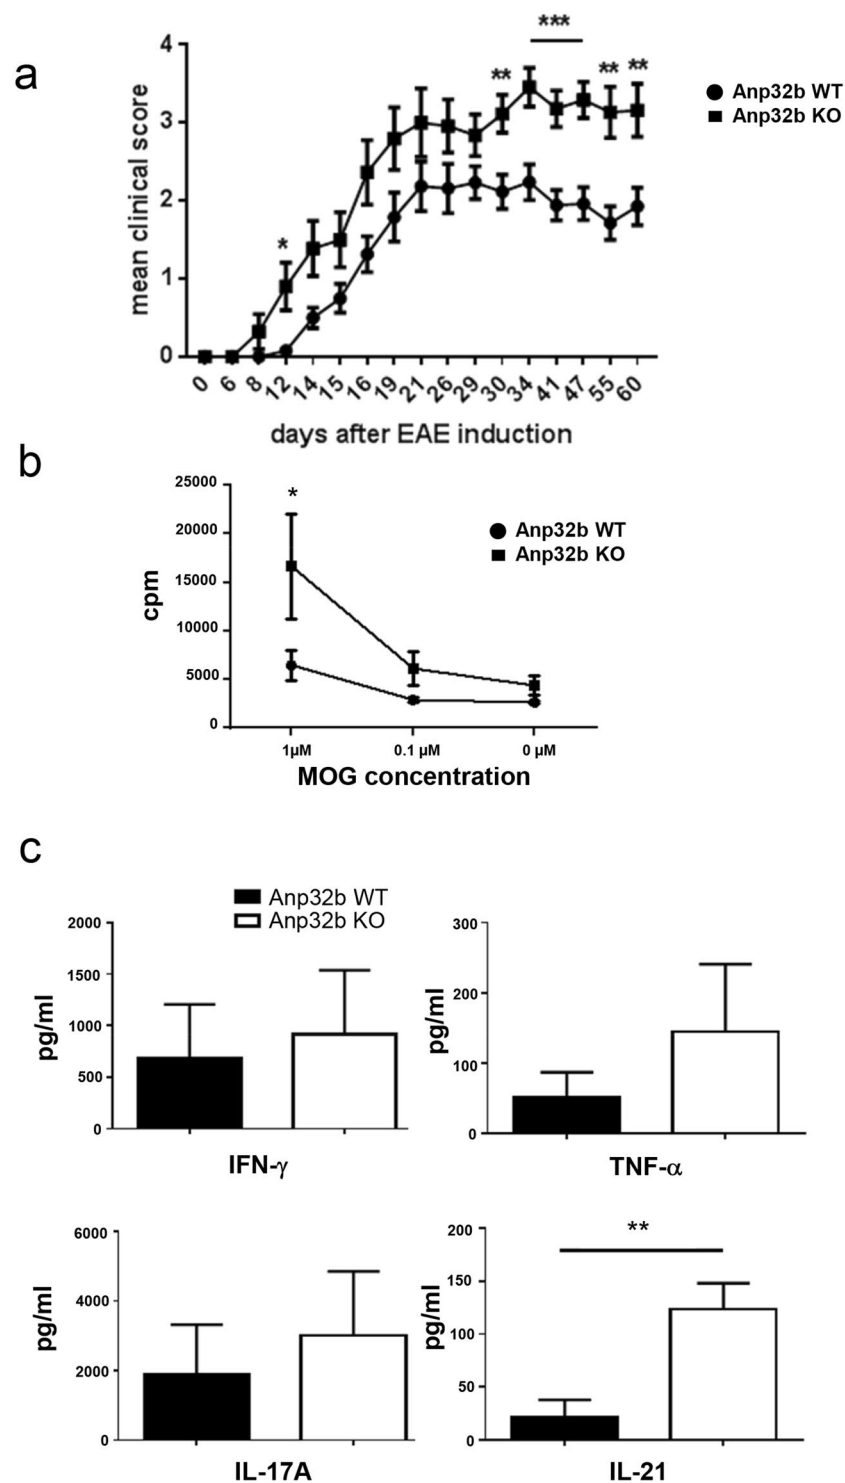 a
***
4
** ** **
Anp32b WT
Anp32b KO
3
mean clinical score
2
*
1
0
0 6 8 12 14 15 16 19 21 26 29 30 34 41 47 55 60
days after EAE induction
b
25000
*
20000
Anp32b WT
Anp32b KO
15000
cpm
10000
5000
0
1µM 0.1 µM 0 µM
MOG concentration
c
Anp32b WT
Anp32b KO
2000
1500
pg/ml
1000
500
0
IFN-γ
300
200
pg/ml
100
0
TNF-α
6000
4000
pg/ml
2000
0
IL-17A
200
**
150
pg/ml
100
50
0
IL-21